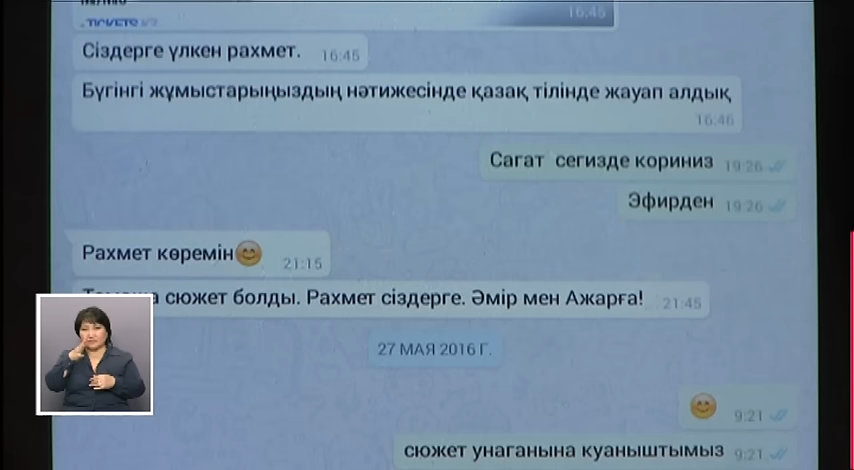 16:45
Сіздерге үлкен рахмет. 16:45
Бүгінгі жұмыстарыңыздың нәтижесінде қазақ тілінде жауап алдық
16:46
Сагат сегизде кориниз 19:26
Эфирден 19:26
Рахмет көремін😊 21:15
сюжет болды. Рахмет сіздерге. Әмір мен Ажарға! 21:45
27 МАЯ 2016 Г.
😊 9:21
сюжет унаганына куаныштымыз 9:21